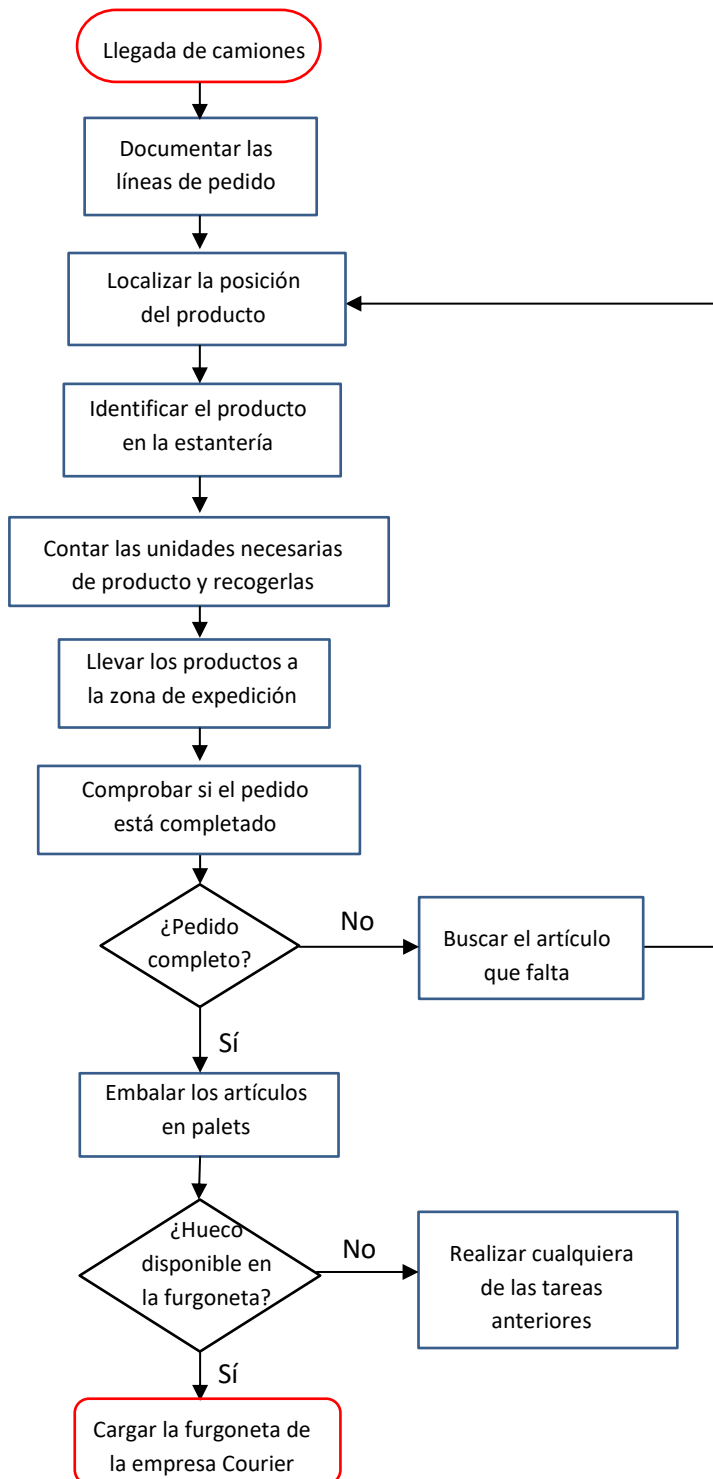 Llegada de camiones
Documentar las
líneas de pedido
Localizar la posición
del producto
Identificar el producto
en la estantería
Contar las unidades necesarias
de producto y recogerlas
Llevar los productos a
la zona de expedición
Comprobar si el pedido
está completado
¿Pedido
completo?
No
Buscar el artículo
que falta
Sí
Embalar los artículos
en palets
¿Hueco
disponible en
la furgoneta?
No
Realizar cualquiera
de las tareas
anteriores
Sí
Cargar la furgoneta de
la empresa Courier